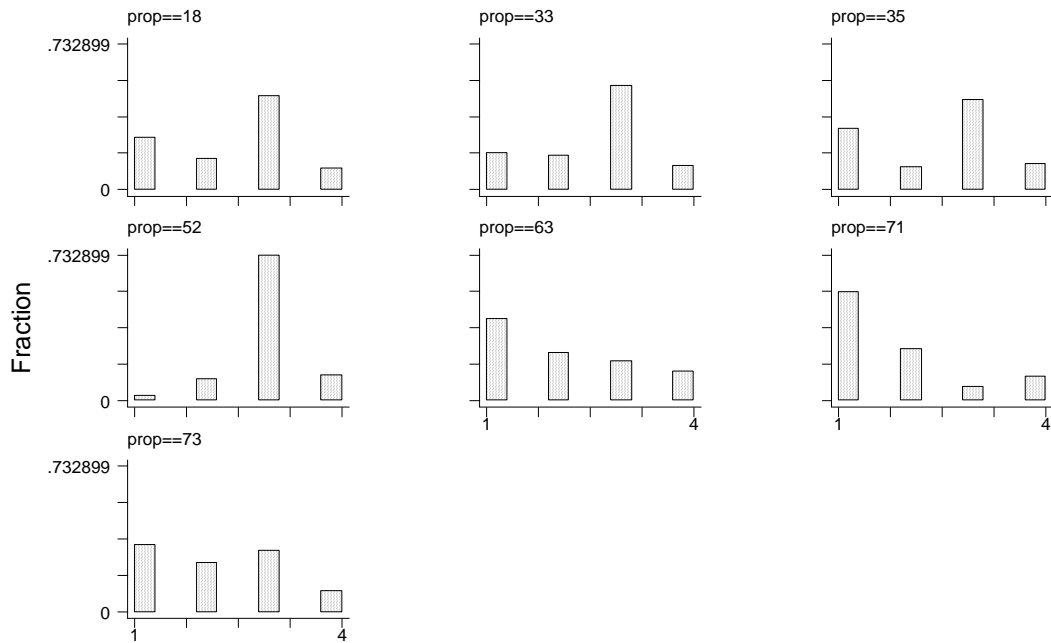 prop==18
prop==33
prop==35
.732899
0
prop==52
prop==63
prop==71
.732899
0
1
4
1
4
prop==73
.732899
0
1
4
Fraction